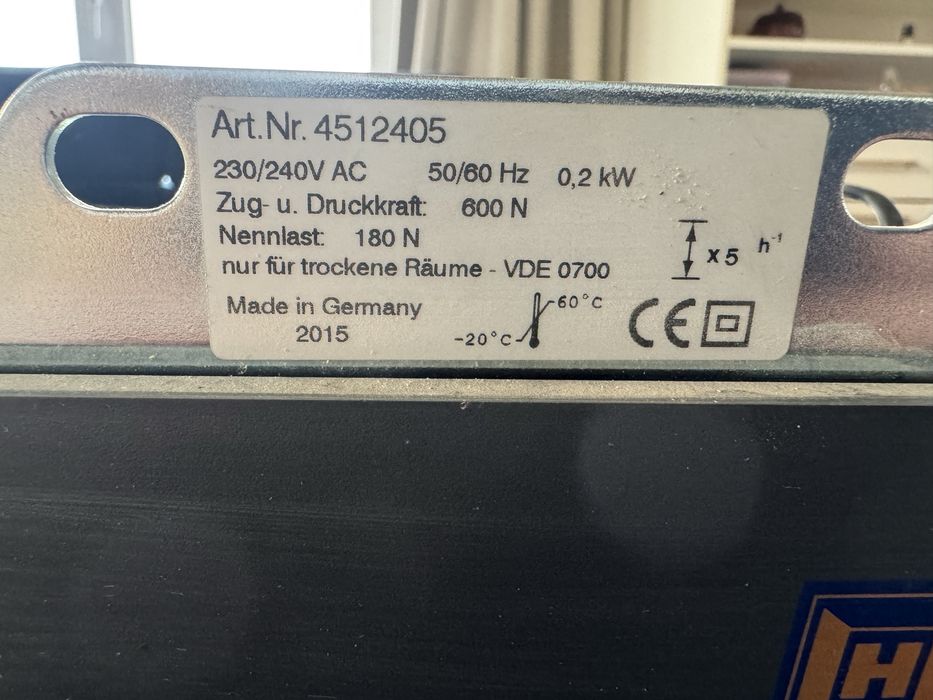 Art.Nr. 4512405
230/240V AC 50/60 Hz 0,2 kW
Zug- u. Druckkraft: 600 N
Nennlast: 180 N
x 5 h⁻¹
nur für trockene Räume - VDE 0700
Made in Germany
2015
-20°C
60°C
CE